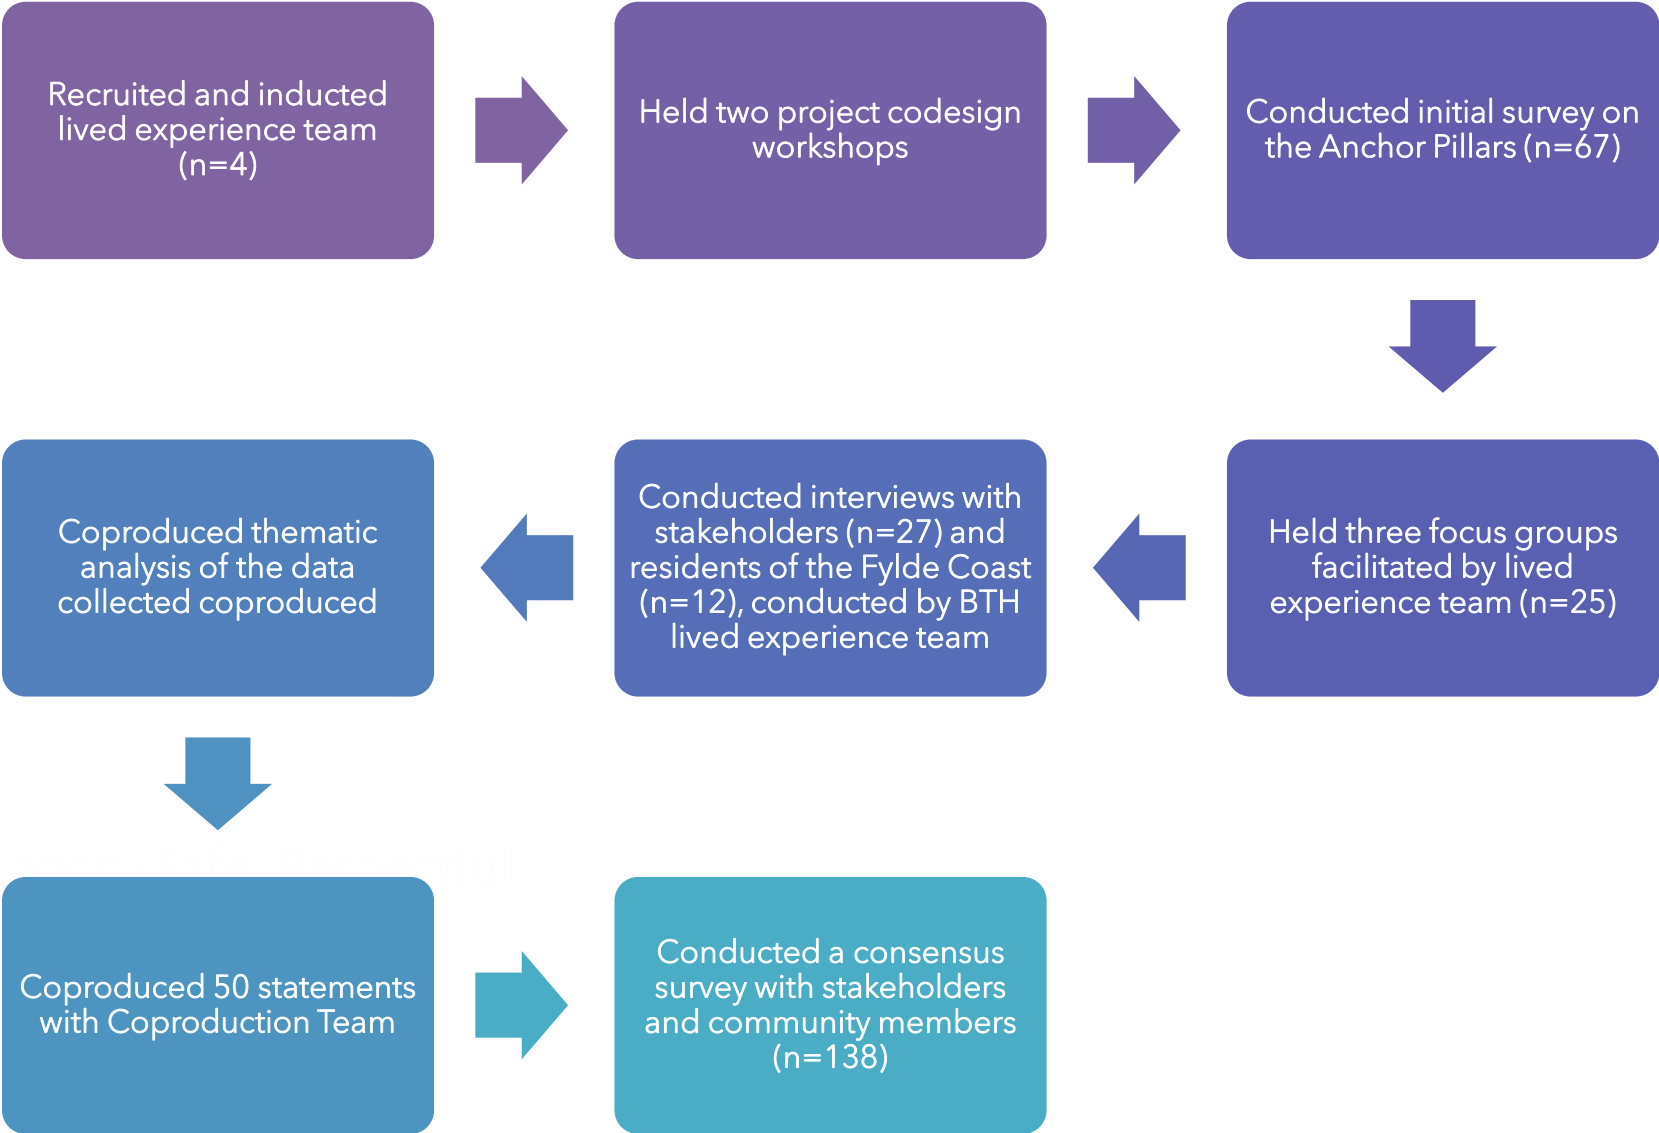 Recruited and inducted
lived experience team
(n=4)
Held two project codesign
workshops
Conducted initial survey on
the Anchor Pillars (n=67)
Held three focus groups
facilitated by lived
experience team (n=25)
Conducted interviews with
stakeholders (n=27) and
residents of the Fylde Coast
(n=12), conducted by BTH
lived experience team
Coproduced thematic
analysis of the data
collected coproduced
Coproduced 50 statements
with Coproduction Team
Conducted a consensus
survey with stakeholders
and community members
(n=138)